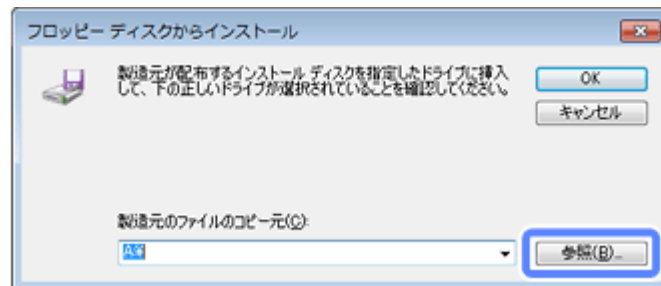 フロッピー ディスクからインストール
製造元が配布するインストール ディスクを指定したドライブに挿入
して、下の正しいドライブが選択されていることを確認してください。
OK
キャンセル
製造元のファイルのコピー元(C):
A:¥
参照(B)...